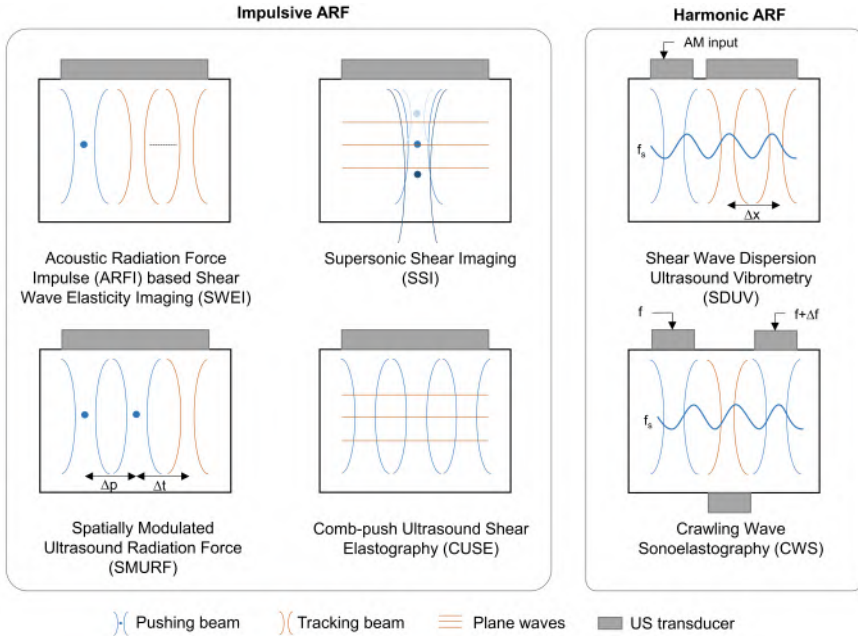 Impulsive ARF
Harmonic ARF
AM input
fs
Δx
Acoustic Radiation Force
Impulse (ARFI) based Shear
Wave Elasticity Imaging (SWEI)
Supersonic Shear Imaging
(SSI)
Shear Wave Dispersion
Ultrasound Vibrometry
(SDUV)
f
f+Δf
fs
Δp
Δt
Spatially Modulated
Ultrasound Radiation Force
(SMURF)
Comb-push Ultrasound Shear
Elastography (CUSE)
Crawling Wave
Sonoelastography (CWS)
Pushing beam
Tracking beam
Plane waves
US transducer